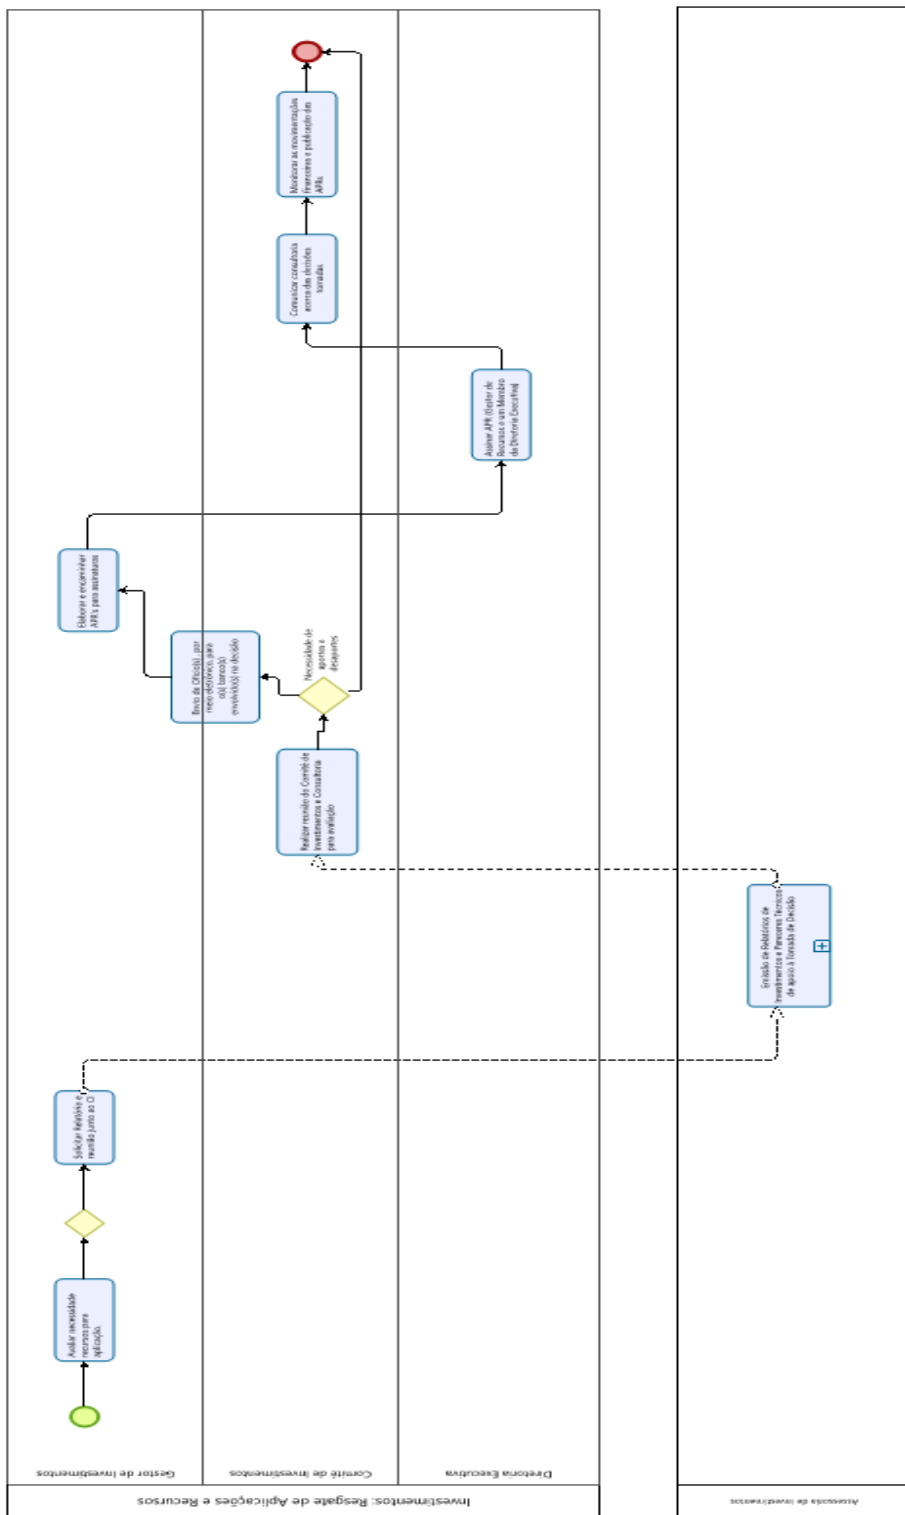 Investimentos: Resgate de Aplicações e Recursos
Gestor de Investimentos
Comitê de Investimentos
Diretoria Executiva
Assessoria de Investimentos
Avaliar necessidade
recursos para
aplicação.
Solicitar Relatório e
reunião junto ao CI
Emissão de Relatórios de
Investimentos e Pareceres Técnicos
de apoio à Tomada de Decisão
Realizar reunião do Comitê de
Investimentos e Consultoria
para avaliação
Necessidade de
aportes e
desaportes
Envio de Ofício(s), por
meio eletrônico, para
o(s) banco(s)
envolvido(s) na decisão
Elaborar e encaminhar
APR's para assinaturas
Assinar APR (Gestor de
Recursos e um Membro
da Diretoria Executiva)
Comunicar consultoria
acerca das decisões
tomadas
Monitorar as movimentações
financeiras e publicação das
APRs